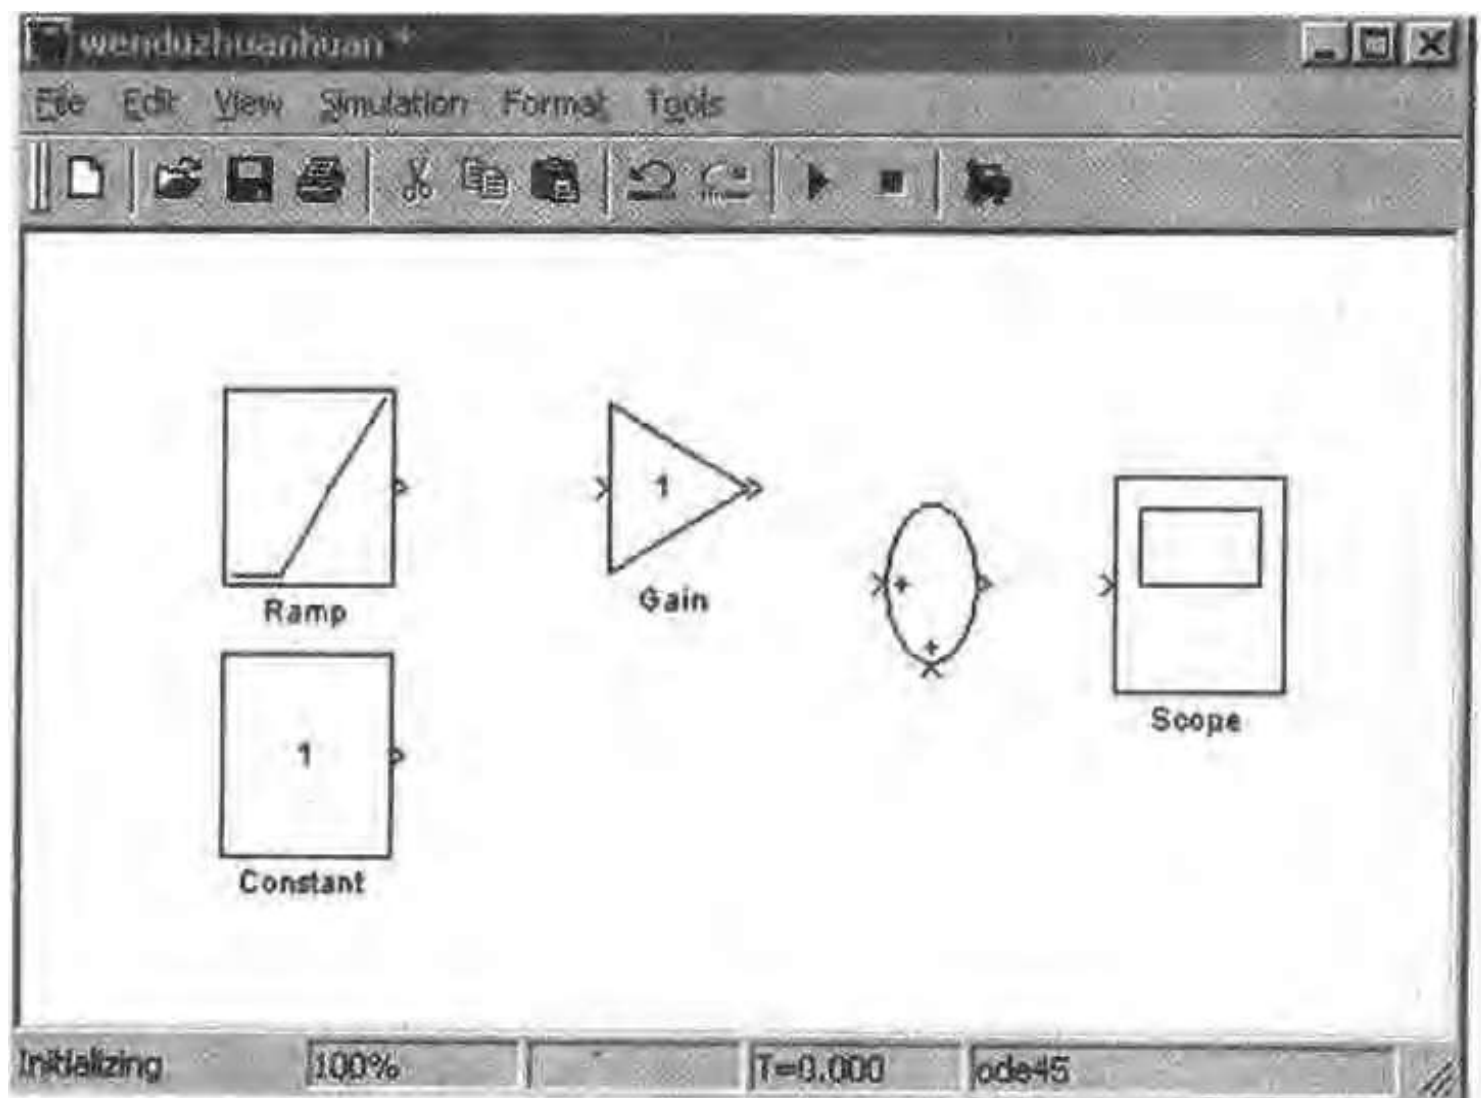 wenduzhuanhuan *
File Edit View Simulation Format Tools
1
+
+
Ramp
Gain
1
Scope
Constant
Initializing 100% T=0.000 ode45